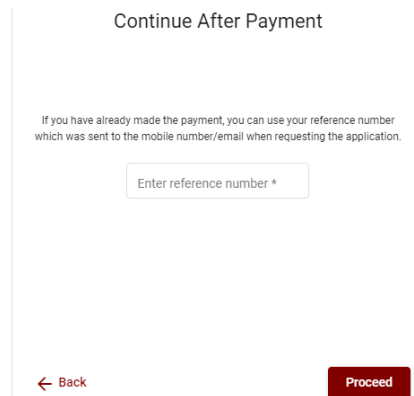 Continue After Payment
If you have already made the payment, you can use your reference number
which was sent to the mobile number/email when requesting the application.
Enter reference number *
← Back
Proceed